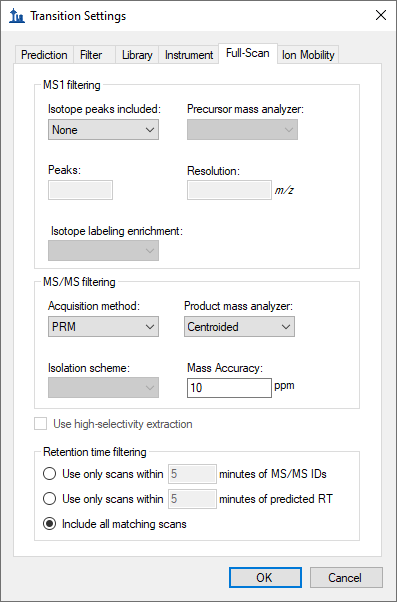 Transition Settings
Prediction Filter Library Instrument Full-Scan Ion Mobility
MS1 filtering
Isotope peaks included: Precursor mass analyzer:
None
Peaks: Resolution:
m/z
Isotope labeling enrichment:
MS/MS filtering
Acquisition method: Product mass analyzer:
PRM Centroided
Isolation scheme: Mass Accuracy:
10 ppm
Use high-selectivity extraction
Retention time filtering
Use only scans within 5 minutes of MS/MS IDs
Use only scans within 5 minutes of predicted RT
Include all matching scans
OK Cancel